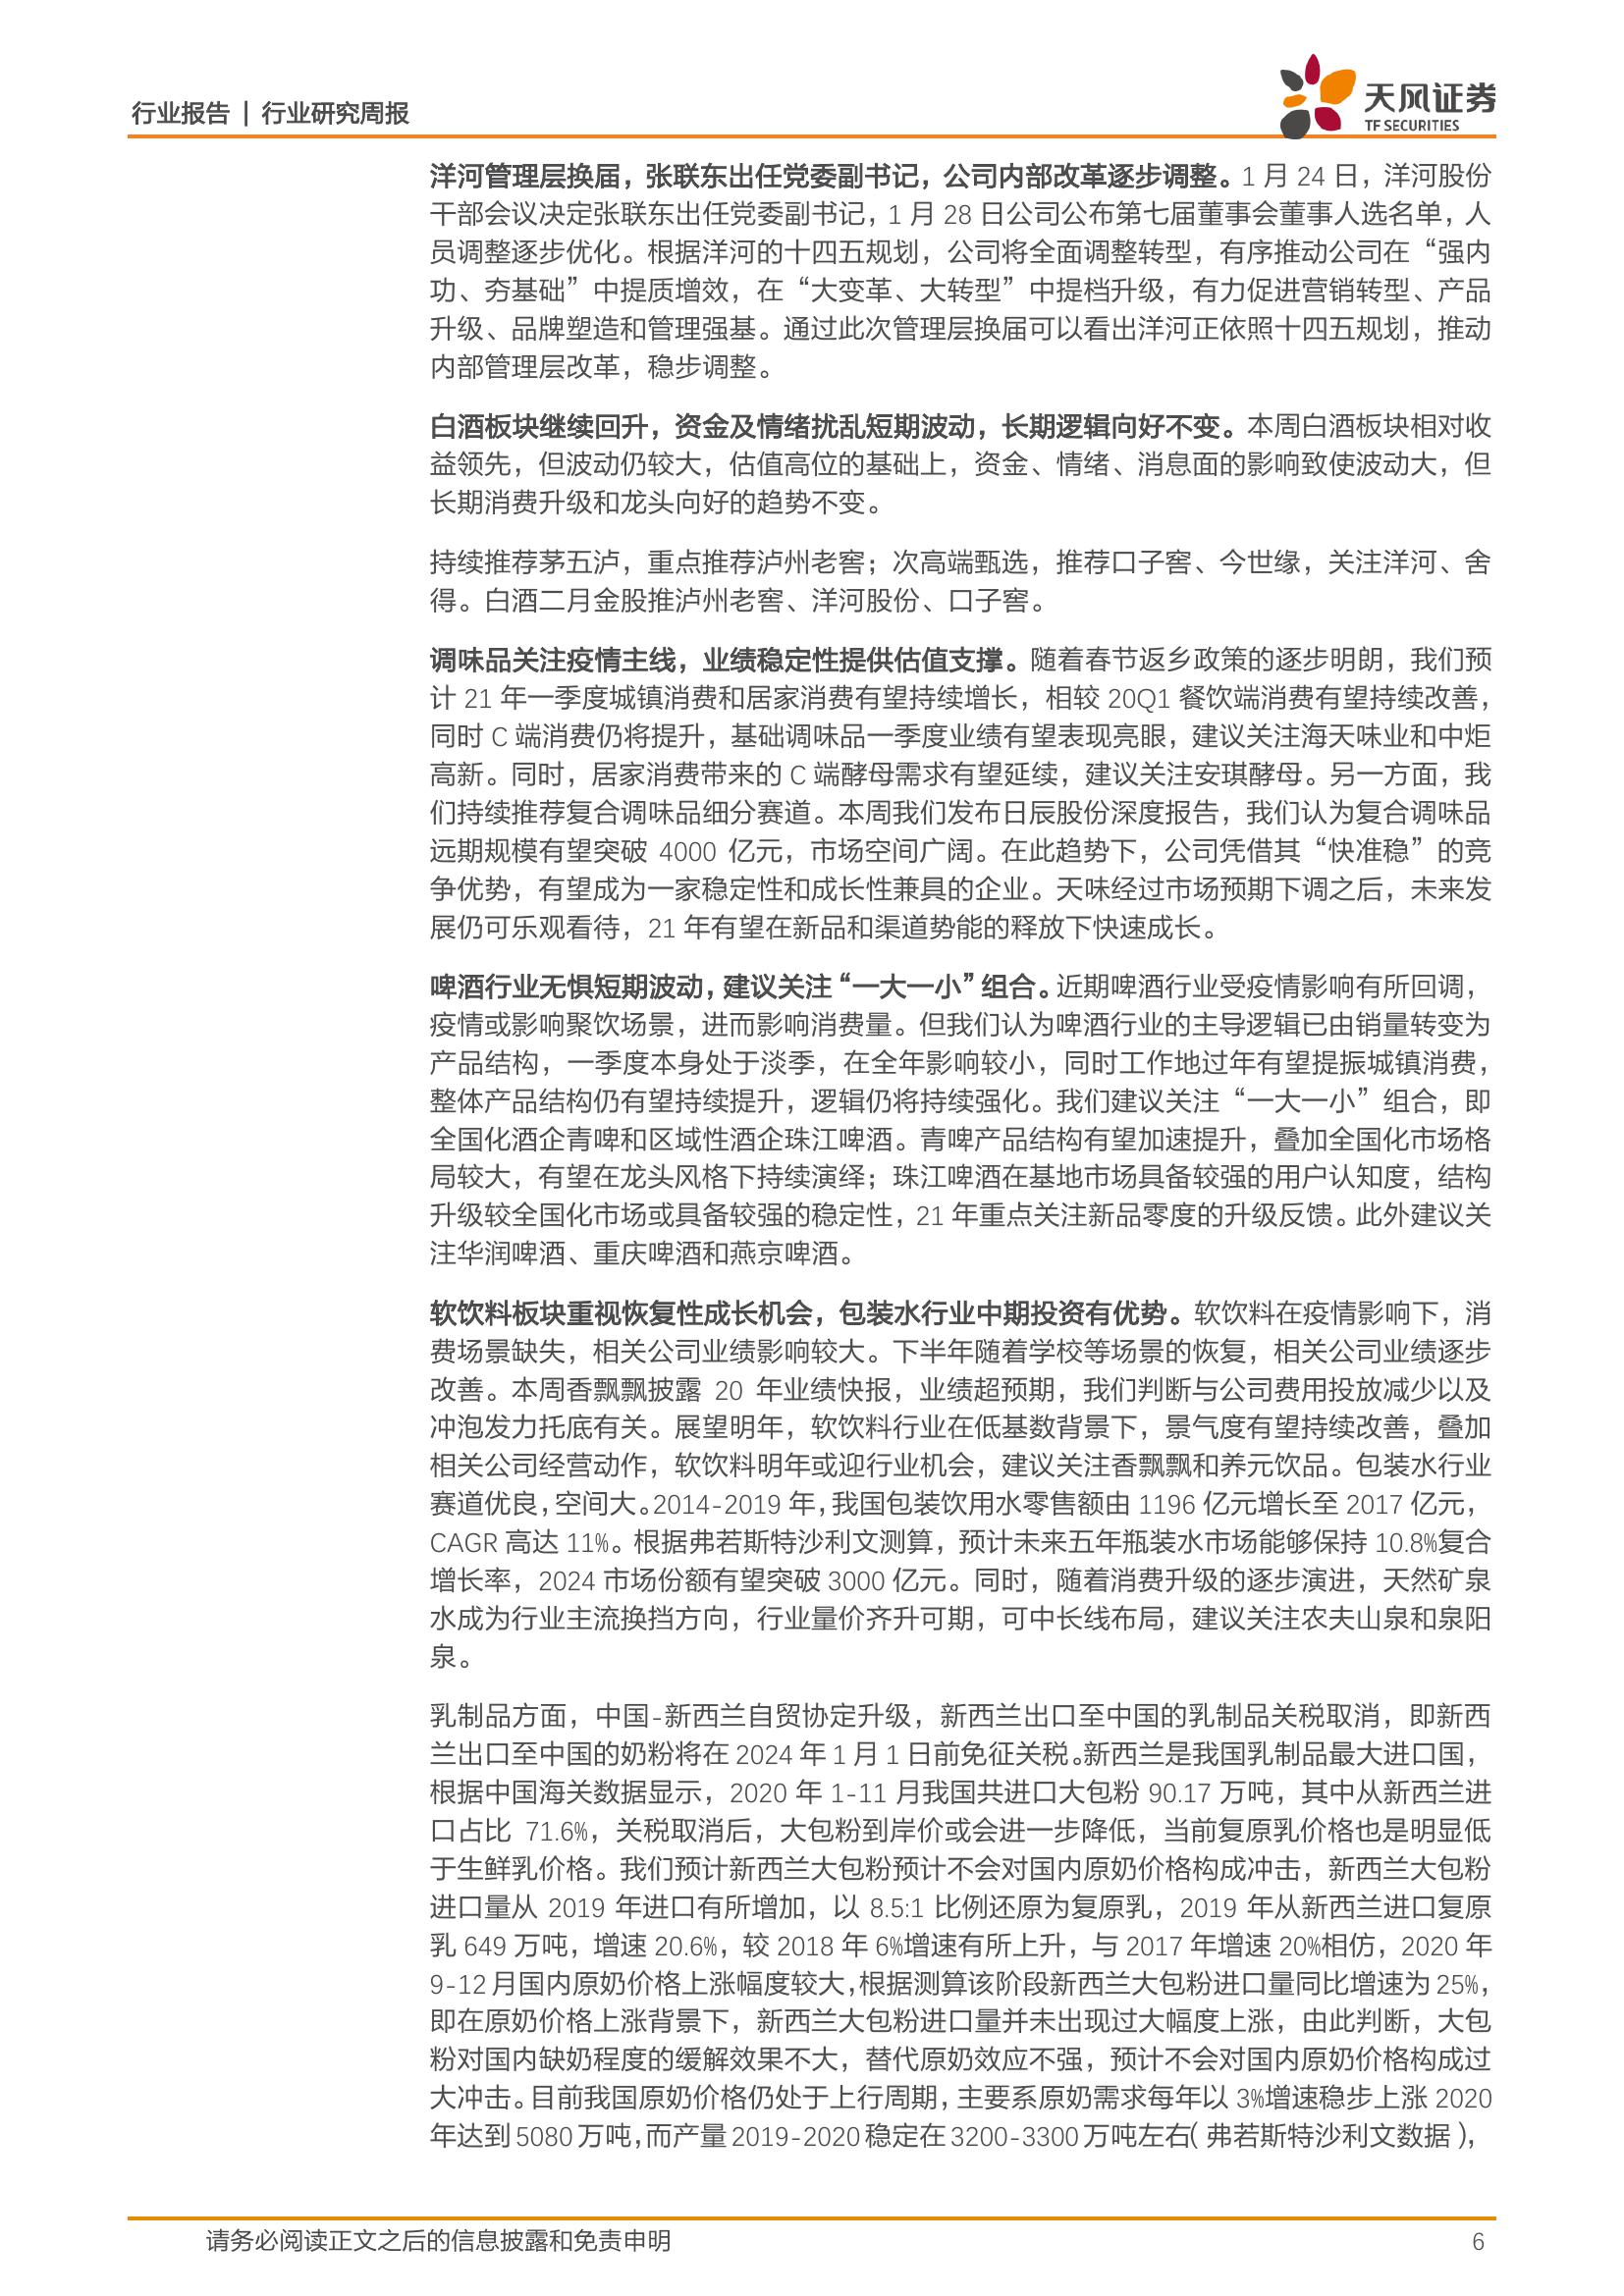 行业报告 | 行业研究周报
天风证券
TF SECURITIES
洋河管理层换届，张联东出任党委副书记，公司内部改革逐步调整。1 月 24 日，洋河股份
干部会议决定张联东出任党委副书记，1 月 28 日公司公布第七届董事会董事人选名单，人
员调整逐步优化。根据洋河的十四五规划，公司将全面调整转型，有序推动公司在“强内
功、夯基础”中提质增效，在“大变革、大转型”中提档升级，有力促进营销转型、产品
升级、品牌塑造和管理强基。通过此次管理层换届可以看出洋河正依照十四五规划，推动
内部管理层改革，稳步调整。
白酒板块继续回升，资金及情绪扰乱短期波动，长期逻辑向好不变。本周白酒板块相对收
益领先，但波动仍较大，估值高位的基础上，资金、情绪、消息面的影响致使波动大，但
长期消费升级和龙头向好的趋势不变。
持续推荐茅五泸，重点推荐泸州老窖；次高端甄选，推荐口子窖、今世缘，关注洋河、舍
得。白酒二月金股推泸州老窖、洋河股份、口子窖。
调味品关注疫情主线，业绩稳定性提供估值支撑。随着春节返乡政策的逐步明朗，我们预
计 21 年一季度城镇消费和居家消费有望持续增长，相较 20Q1 餐饮端消费有望持续改善，
同时 C 端消费仍将提升，基础调味品一季度业绩有望表现亮眼，建议关注海天味业和中炬
高新。同时，居家消费带来的 C 端酵母需求有望延续，建议关注安琪酵母。另一方面，我
们持续推荐复合调味品细分赛道。本周我们发布日辰股份深度报告，我们认为复合调味品
远期规模有望突破 4000 亿元，市场空间广阔。在此趋势下，公司凭借其“快准稳”的竞
争优势，有望成为一家稳定性和成长性兼具的企业。天味经过市场预期下调之后，未来发
展仍可乐观看待，21 年有望在新品和渠道势能的释放下快速成长。
啤酒行业无惧短期波动，建议关注“一大一小”组合。近期啤酒行业受疫情影响有所回调，
疫情或影响聚饮场景，进而影响消费量。但我们认为啤酒行业的主导逻辑已由销量转变为
产品结构，一季度本身处于淡季，在全年影响较小，同时工作地过年有望提振城镇消费，
整体产品结构仍有望持续提升，逻辑仍将持续强化。我们建议关注“一大一小”组合，即
全国化酒企青啤和区域性酒企珠江啤酒。青啤产品结构有望加速提升，叠加全国化市场格
局较大，有望在龙头风格下持续演绎；珠江啤酒在基地市场具备较强的用户认知度，结构
升级较全国化市场或具备较强的稳定性，21 年重点关注新品零度的升级反馈。此外建议关
注华润啤酒、重庆啤酒和燕京啤酒。
软饮料板块重视恢复性成长机会，包装水行业中期投资有优势。软饮料在疫情影响下，消
费场景缺失，相关公司业绩影响较大。下半年随着学校等场景的恢复，相关公司业绩逐步
改善。本周香飘飘披露 20 年业绩快报，业绩超预期，我们判断与公司费用投放减少以及
冲泡发力托底有关。展望明年，软饮料行业在低基数背景下，景气度有望持续改善，叠加
相关公司经营动作，软饮料明年或迎行业机会，建议关注香飘飘和养元饮品。包装水行业
赛道优良，空间大。2014-2019 年，我国包装饮用水零售额由 1196 亿元增长至 2017 亿元，
CAGR 高达 11%。根据弗若斯特沙利文测算，预计未来五年瓶装水市场能够保持 10.8%复合
增长率，2024 市场份额有望突破 3000 亿元。同时，随着消费升级的逐步演进，天然矿泉
水成为行业主流换挡方向，行业量价齐升可期，可中长线布局，建议关注农夫山泉和泉阳
泉。
乳制品方面，中国-新西兰自贸协定升级，新西兰出口至中国的乳制品关税取消，即新西
兰出口至中国的奶粉将在 2024 年 1 月 1 日前免征关税。新西兰是我国乳制品最大进口国，
根据中国海关数据显示，2020 年 1-11 月我国共进口大包粉 90.17 万吨，其中从新西兰进
口占比 71.6%，关税取消后，大包粉到岸价或会进一步降低，当前复原乳价格也是明显低
于生鲜乳价格。我们预计新西兰大包粉预计不会对国内原奶价格构成冲击，新西兰大包粉
进口量从 2019 年进口有所增加，以 8.5:1 比例还原为复原乳，2019 年从新西兰进口复原
乳 649 万吨，增速 20.6%，较 2018 年 6%增速有所上升，与 2017 年增速 20%相仿，2020 年
9-12 月国内原奶价格上涨幅度较大，根据测算该阶段新西兰大包粉进口量同比增速为 25%，
即在原奶价格上涨背景下，新西兰大包粉进口量并未出现过大幅度上涨，由此判断，大包
粉对国内缺奶程度的缓解效果不大，替代原奶效应不强，预计不会对国内原奶价格构成过
大冲击。目前我国原奶价格仍处于上行周期，主要系原奶需求每年以 3%增速稳步上涨 2020
年达到 5080 万吨，而产量 2019-2020 稳定在 3200-3300 万吨左右（弗若斯特沙利文数据），
请务必阅读正文之后的信息披露和免责申明
6